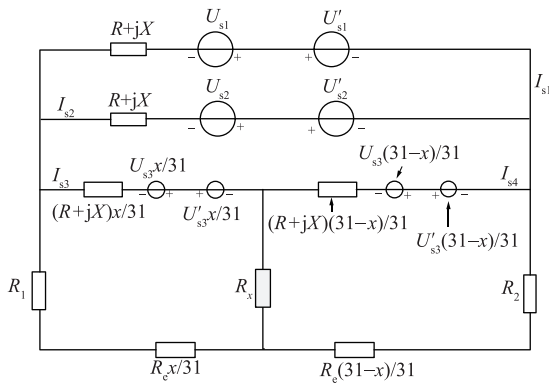 R+jX
U_s1
U′_s1
I_s1
I_s2
R+jX
U_s2
U′_s2
I_s3
U_s3x/31
U_s3(31−x)/31
I_s4
(R+jX)x/31
U′_s3x/31
(R+jX)(31−x)/31
U′_s3(31−x)/31
R_1
R_x
R_2
R_e x/31
R_e(31−x)/31
− + + −
− + + −
− + + − − + + −